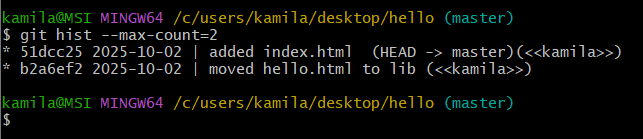 kamila@MSI MINGW64 /c/users/kamila/desktop/hello (master)
$ git hist --max-count=2
* 51dcc25 2025-10-02 | added index.html  (HEAD -> master)(<<kamila>>)
* b2a6ef2 2025-10-02 | moved hello.html to lib (<<kamila>>)
kamila@MSI MINGW64 /c/users/kamila/desktop/hello (master)
$